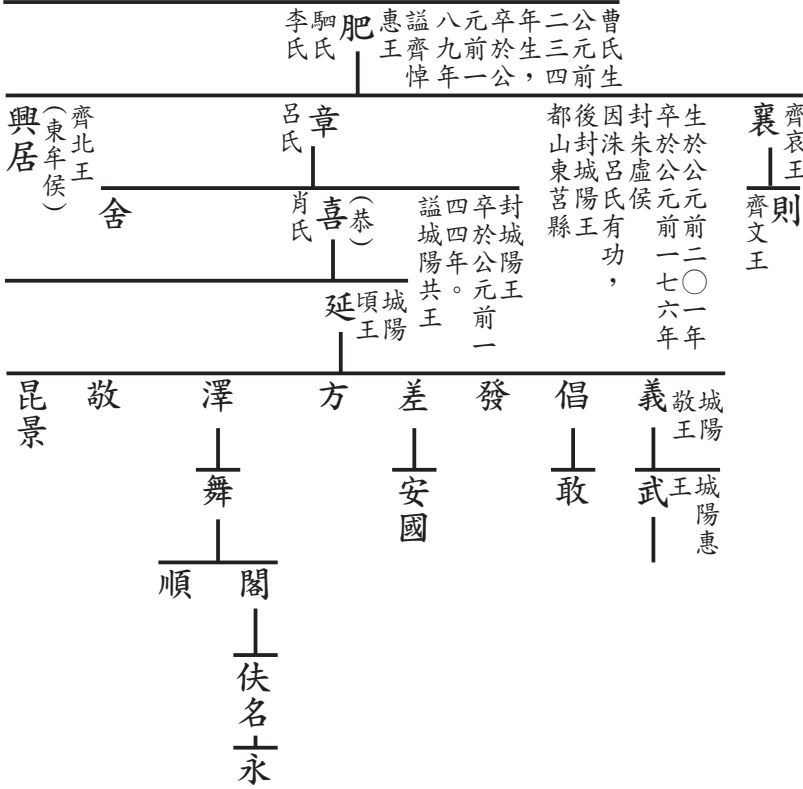 曹氏生
公元前
二三四
年生，
卒於公
元前一
八九年
謚齊悼
惠王
肥
駟氏
李氏
齊哀王
襄
則
齊文王
生於公元前二〇一年
卒於公元前一七六年
封朱虛侯
因洙呂氏有功，
後封城陽王
都山東莒縣
章
呂氏
齊北王
(東牟侯)
興居
封城陽王
卒於公元前一
四四年。
謚城陽共王
(恭)
喜
肖氏
舍
城陽
頃王
延
城陽
敬王
義
倡
發
差
方
澤
敬
昆景
城陽惠
王
武
敢
安國
舞
閣
順
伕名
永